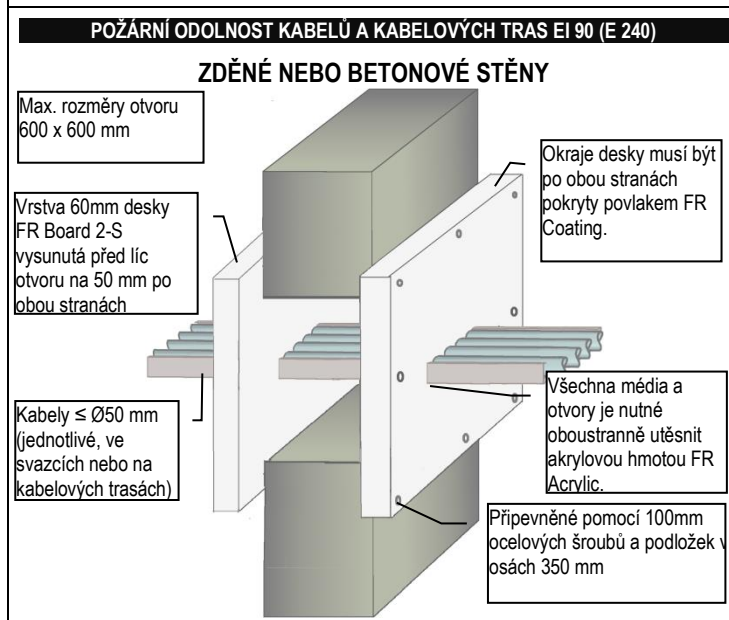 POŽÁRNÍ ODOLNOST KABELŮ A KABELOVÝCH TRAS EI 90 (E 240)
ZDĚNÉ NEBO BETONOVÉ STĚNY
Max. rozměry otvoru
600 x 600 mm
Vrstva 60mm desky
FR Board 2-S
vysunutá před líc
otvoru na 50 mm po
obou stranách
Kabely ≤ Ø50 mm
(jednotlivé, ve
svazcích nebo na
kabelových trasách)
Okraje desky musí být
po obou stranách
pokryty povlakem FR
Coating.
Všechna média a
otvory je nutné
oboustranně utěsnit
akrylovou hmotou FR
Acrylic.
Připevněné pomocí 100mm
ocelových šroubů a podložek v
osách 350 mm